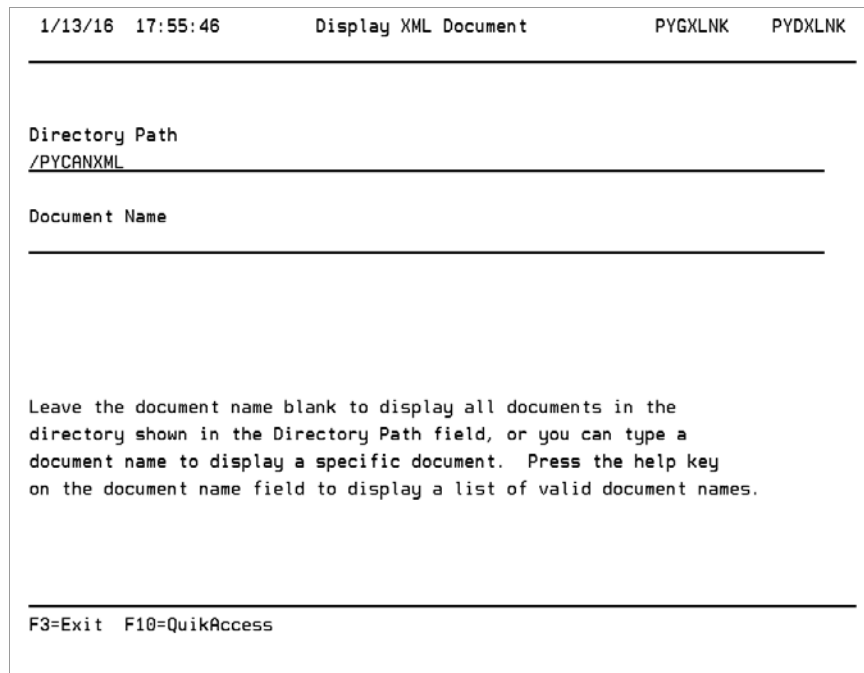 1/13/16 17:55:46 Display XML Document PYGXLNK PYDXLNK
Directory Path
/PYCANXML
Document Name
Leave the document name blank to display all documents in the
directory shown in the Directory Path field, or you can type a
document name to display a specific document. Press the help key
on the document name field to display a list of valid document names.
F3=Exit F10=QuikAccess